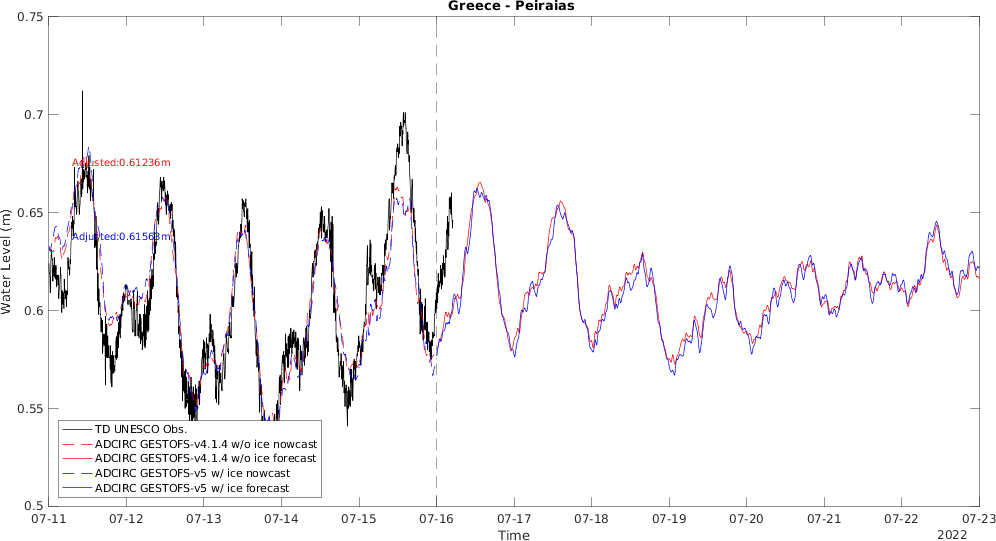 Greece - Peiraias
0.75
0.7
0.65
0.6
0.55
0.5
Water Level (m)
Adjusted:0.61236m
Adjusted:0.61563m
TD UNESCO Obs.
ADCIRC GESTOFS-v4.1.4 w/o ice nowcast
ADCIRC GESTOFS-v4.1.4 w/o ice forecast
ADCIRC GESTOFS-v5 w/ ice nowcast
ADCIRC GESTOFS-v5 w/ ice forecast
07-11 07-12 07-13 07-14 07-15 07-16 07-17 07-18 07-19 07-20 07-21 07-22 07-23
Time
2022